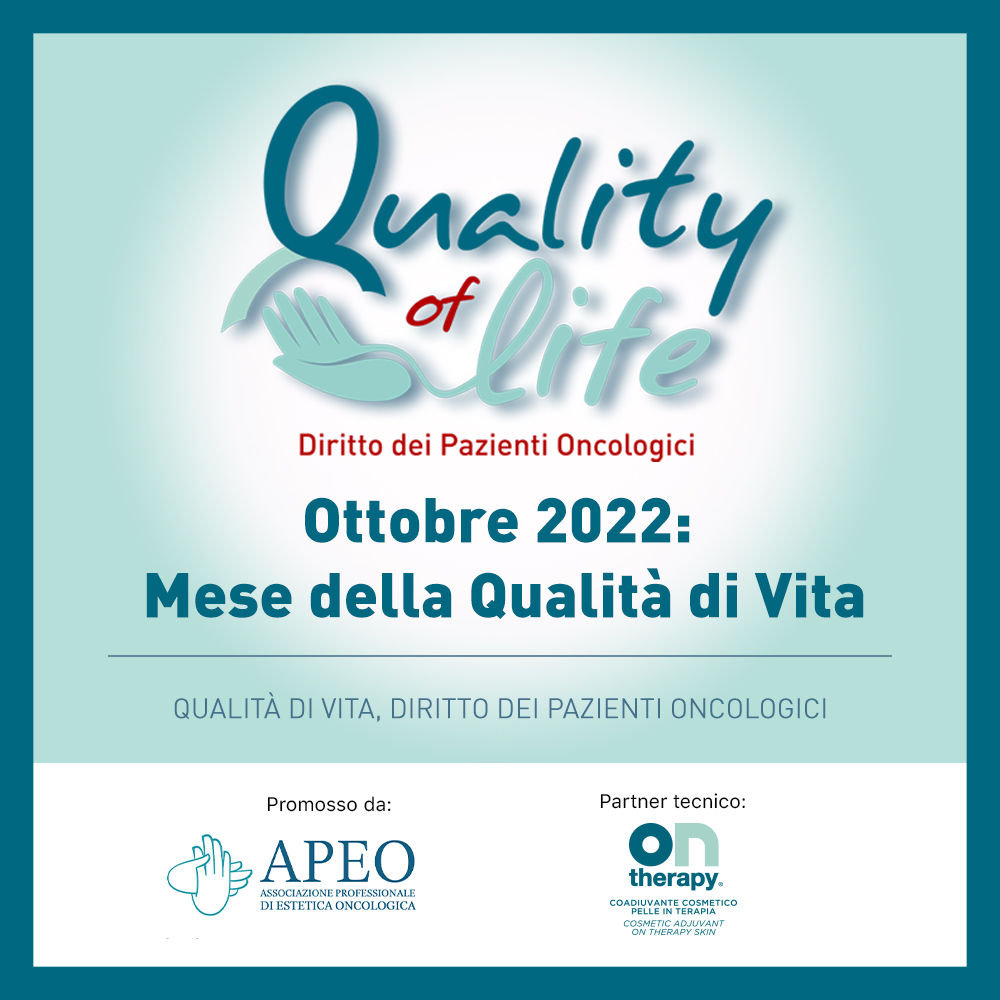 Quality
of life
Diritto dei Pazienti Oncologici
Ottobre 2022:
Mese della Qualità di Vita
QUALITÀ DI VITA, DIRITTO DEI PAZIENTI ONCOLOGICI
Promosso da:
APEO
ASSOCIAZIONE PROFESSIONALE
DI ESTETICA ONCOLOGICA
Partner tecnico:
on
therapy®
COADIUVANTE COSMETICO
PELLE IN TERAPIA
COSMETIC ADJUVANT
ON THERAPY SKIN